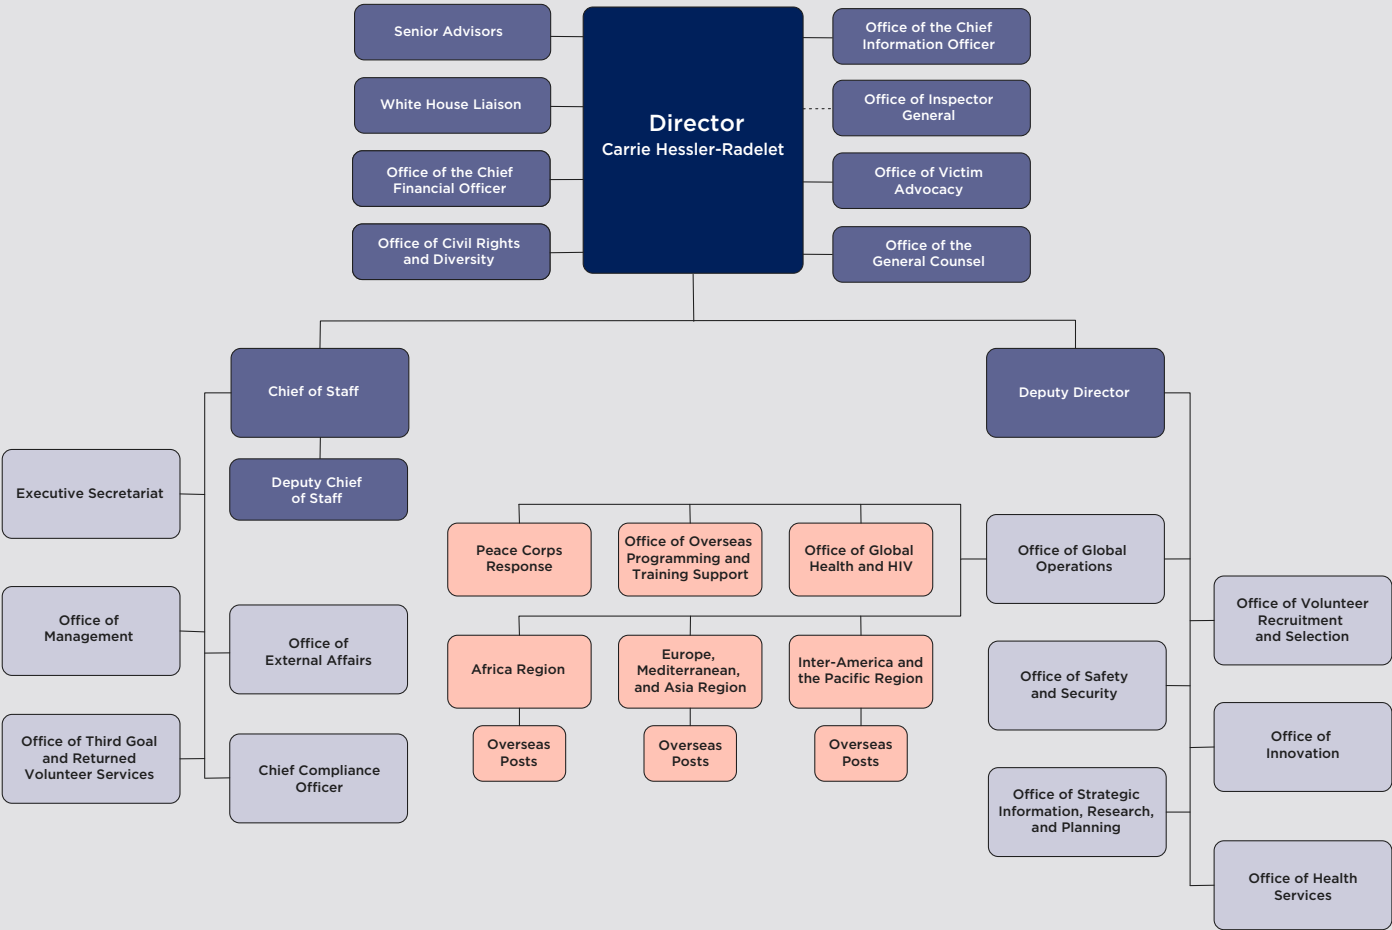 Senior Advisors
White House Liaison
Office of the Chief
Financial Officer
Office of Civil Rights
and Diversity
Director
Carrie Hessler-Radelet
Office of the Chief
Information Officer
Office of Inspector
General
Office of Victim
Advocacy
Office of the
General Counsel
Chief of Staff
Deputy Chief
of Staff
Executive Secretariat
Office of
Management
Office of
External Affairs
Office of Third Goal
and Returned
Volunteer Services
Chief Compliance
Officer
Deputy Director
Office of Global
Operations
Peace Corps
Response
Office of Overseas
Programming and
Training Support
Office of Global
Health and HIV
Africa Region
Europe,
Mediterranean,
and Asia Region
Inter-America and
the Pacific Region
Overseas
Posts
Overseas
Posts
Overseas
Posts
Office of Volunteer
Recruitment
and Selection
Office of Safety
and Security
Office of
Innovation
Office of Strategic
Information, Research,
and Planning
Office of Health
Services